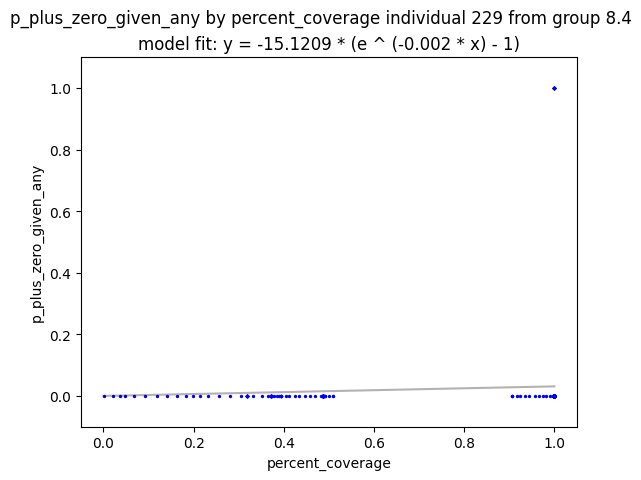 p_plus_zero_given_any by percent_coverage individual 229 from group 8.4
model fit: y = -15.1209 * (e ^ (-0.002 * x) - 1)
1.0
0.8
0.6
0.4
0.2
0.0
p_plus_zero_given_any
0.0 0.2 0.4 0.6 0.8 1.0
percent_coverage